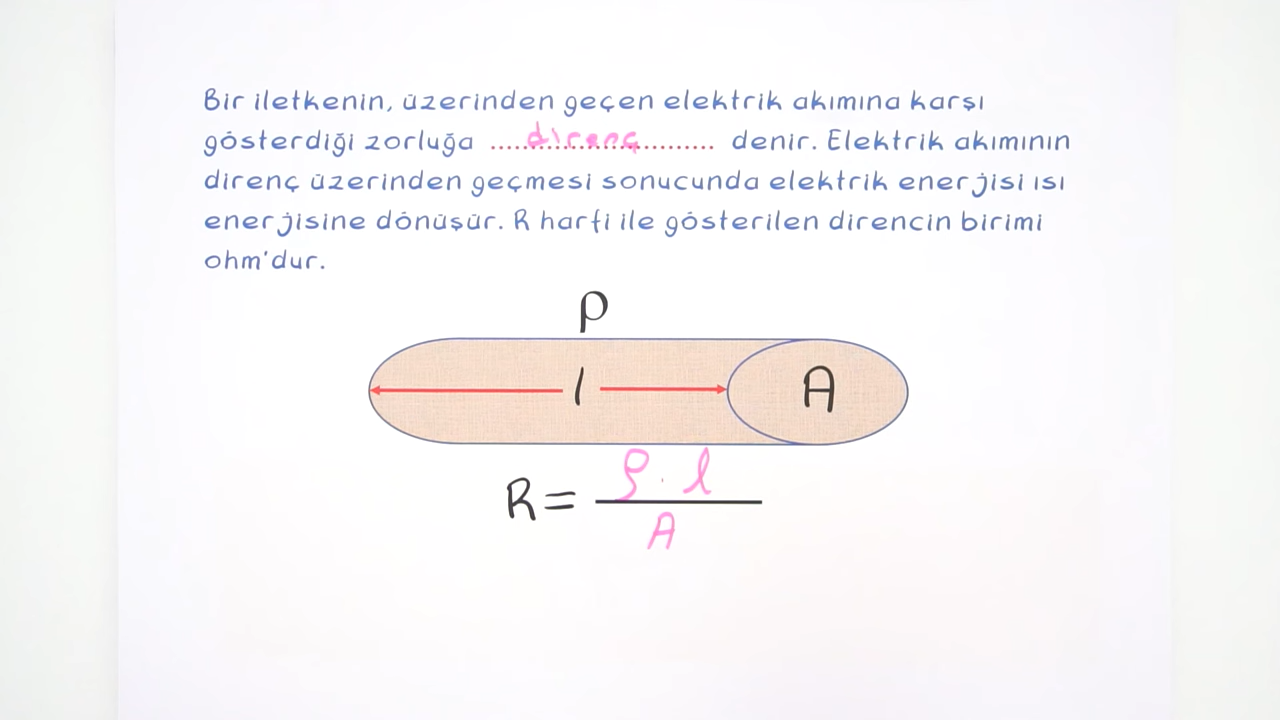 Bir iletkenin, üzerinden geçen elektrik akımına karşı
gösterdiği zorluğa ......direnç............ denir. Elektrik akımının
direnç üzerinden geçmesi sonucunda elektrik enerjisi ısı
enerjisine dönüşür. R harfi ile gösterilen direncin birimi
ohm'dur.
ρ
l
A
R = ρ . l
A